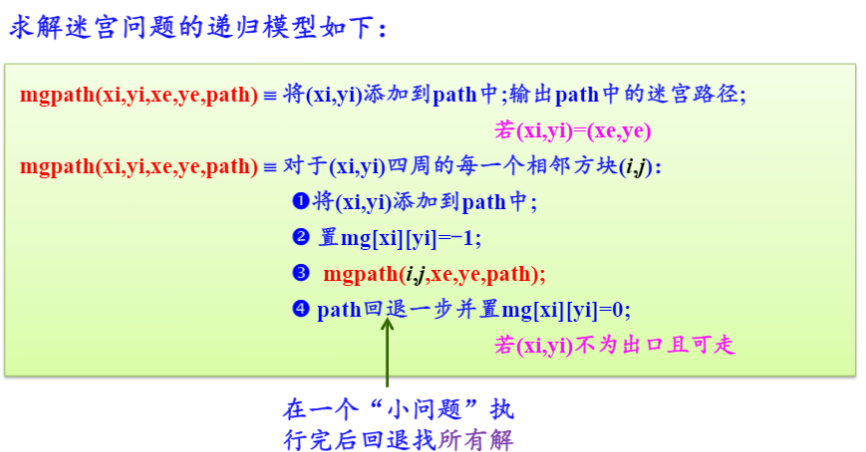 求解迷宫问题的递归模型如下：
mgpath(xi,yi,xe,ye,path) ≡ 将(xi,yi)添加到path中;输出path中的迷宫路径;
若(xi,yi)=(xe,ye)
mgpath(xi,yi,xe,ye,path) ≡ 对于(xi,yi)四周的每一个相邻方块(i,j)：
❶将(xi,yi)添加到path中;
❷ 置mg[xi][yi]=−1;
❸ mgpath(i,j,xe,ye,path);
❹ path回退一步并置mg[xi][yi]=0;
若(xi,yi)不为出口且可走
在一个“小问题”执
行完后回退找所有解